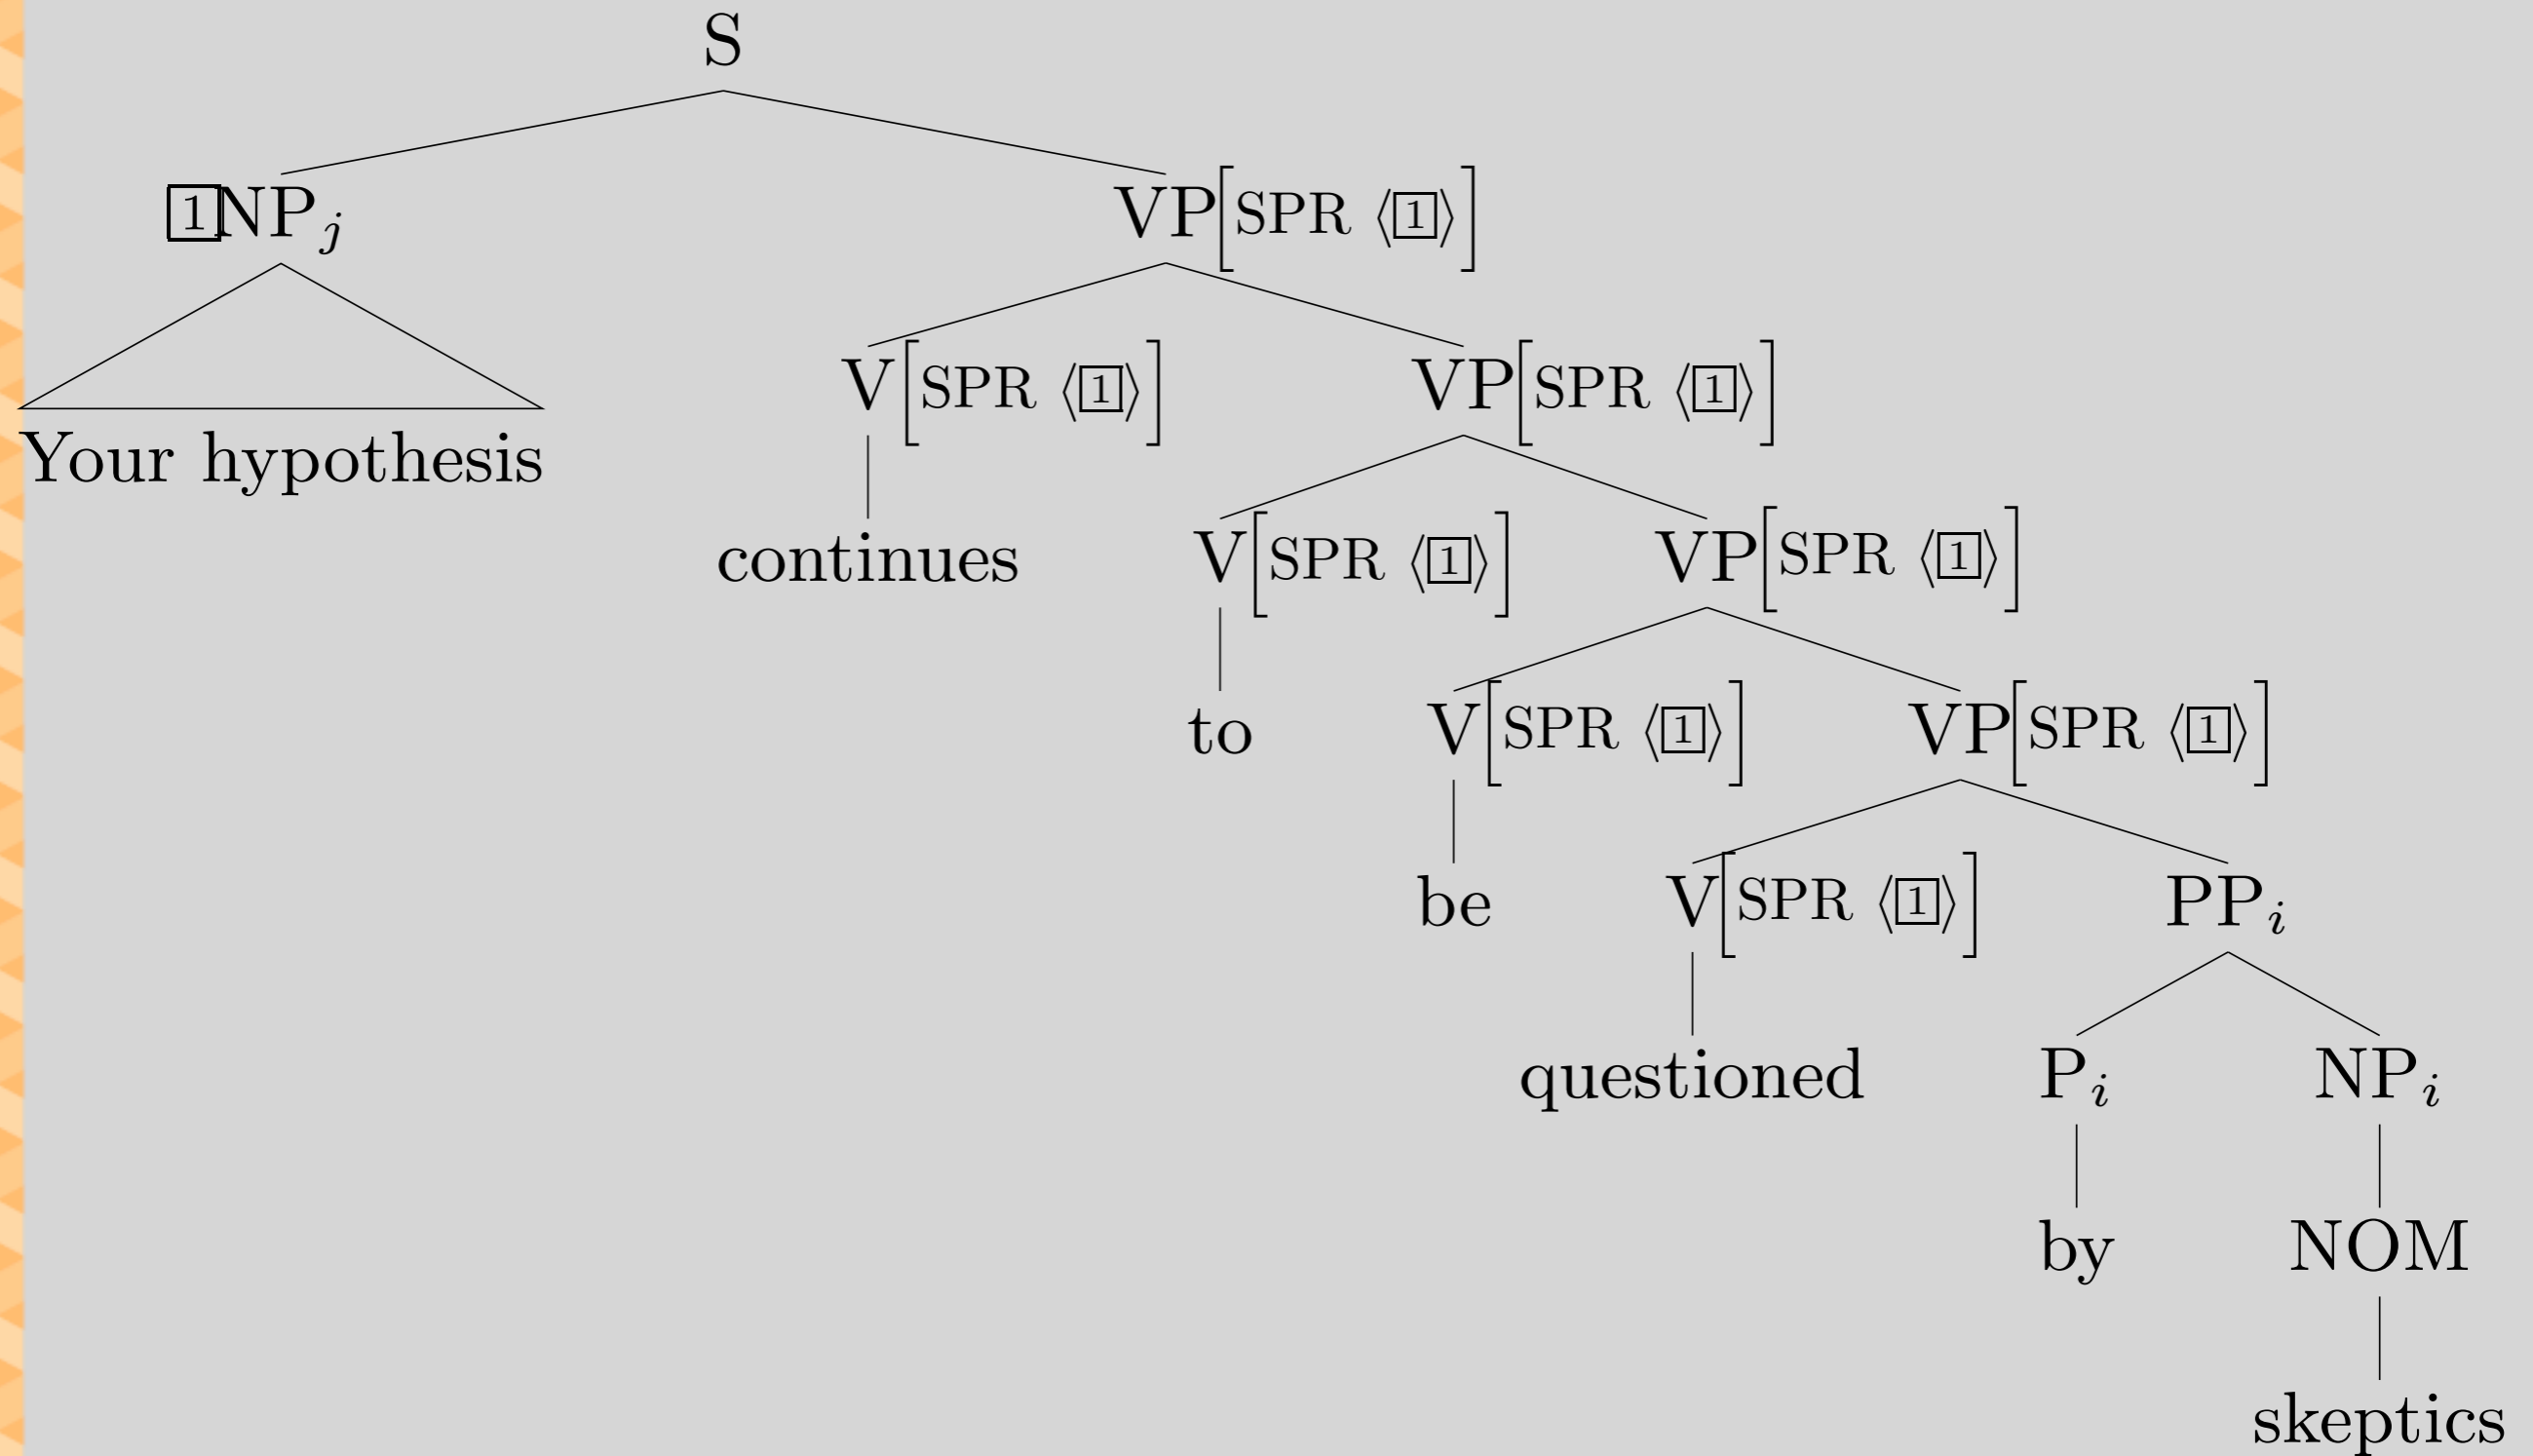 S
1NPj VP[SPR ⟨1⟩]
V[SPR ⟨1⟩] VP[SPR ⟨1⟩]
Your hypothesis
continues V[SPR ⟨1⟩] VP[SPR ⟨1⟩]
to V[SPR ⟨1⟩] VP[SPR ⟨1⟩]
be V[SPR ⟨1⟩] PPi
questioned Pi NPi
by NOM
skeptics